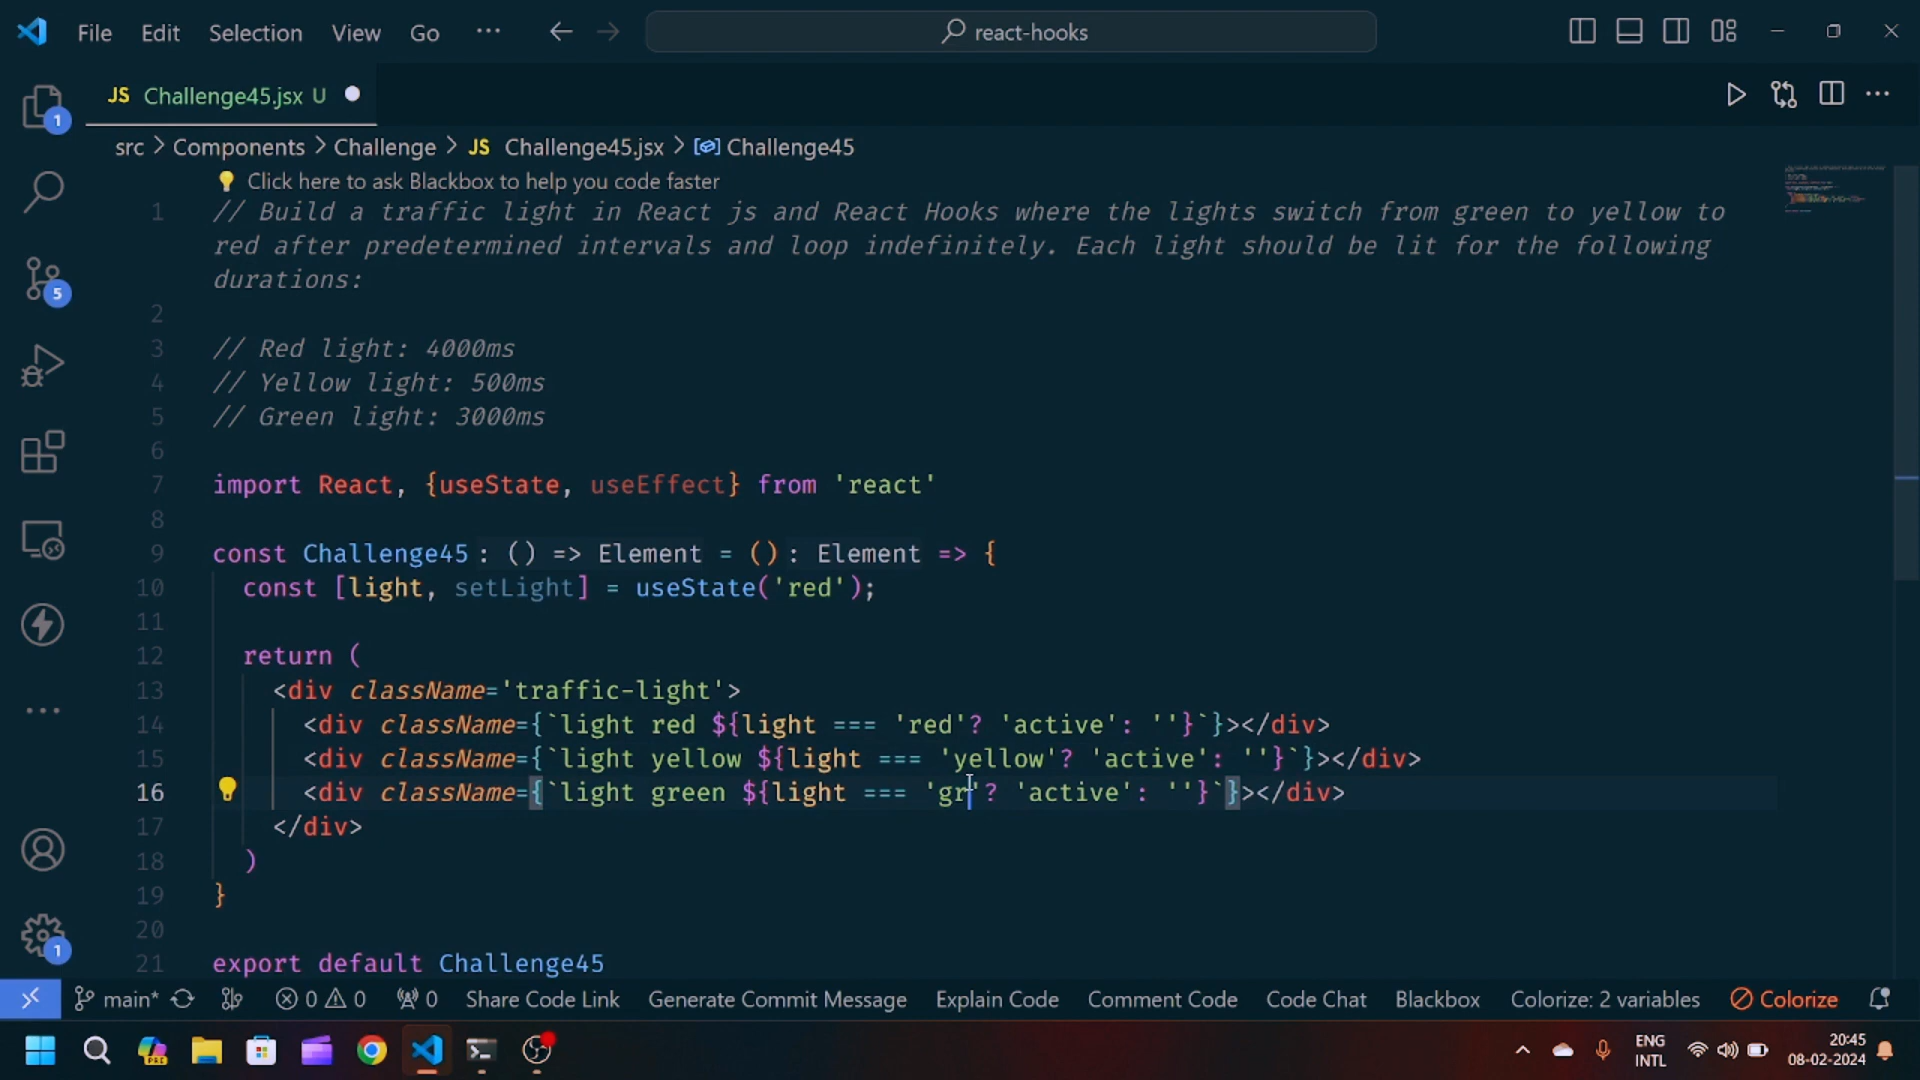 File Edit Selection View Go ··· react-hooks
JS Challenge45.jsx U
src > Components > Challenge > JS Challenge45.jsx > Challenge45
Click here to ask Blackbox to help you code faster
1 // Build a traffic light in React js and React Hooks where the lights switch from green to yellow to
red after predetermined intervals and loop indefinitely. Each light should be lit for the following
durations:
2
3 // Red light: 4000ms
4 // Yellow light: 500ms
5 // Green light: 3000ms
6
7 import React, {useState, useEffect} from 'react'
8
9 const Challenge45: () => Element = (): Element => {
10 const [light, setLight] = useState('red');
11
12 return (
13 <div className='traffic-light'>
14 <div className={`light red ${light === 'red'? 'active': ''}`}></div>
15 <div className={`light yellow ${light === 'yellow'? 'active': ''}`}></div>
16 <div className={`light green ${light === 'gr'? 'active': ''}`}></div>
17 </div>
18 )
19 }
20
21 export default Challenge45
1
5
1
main* 0 0 0 Share Code Link Generate Commit Message Explain Code Comment Code Code Chat Blackbox Colorize: 2 variables Colorize
PRE ENG 20:45
INTL 08-02-2024